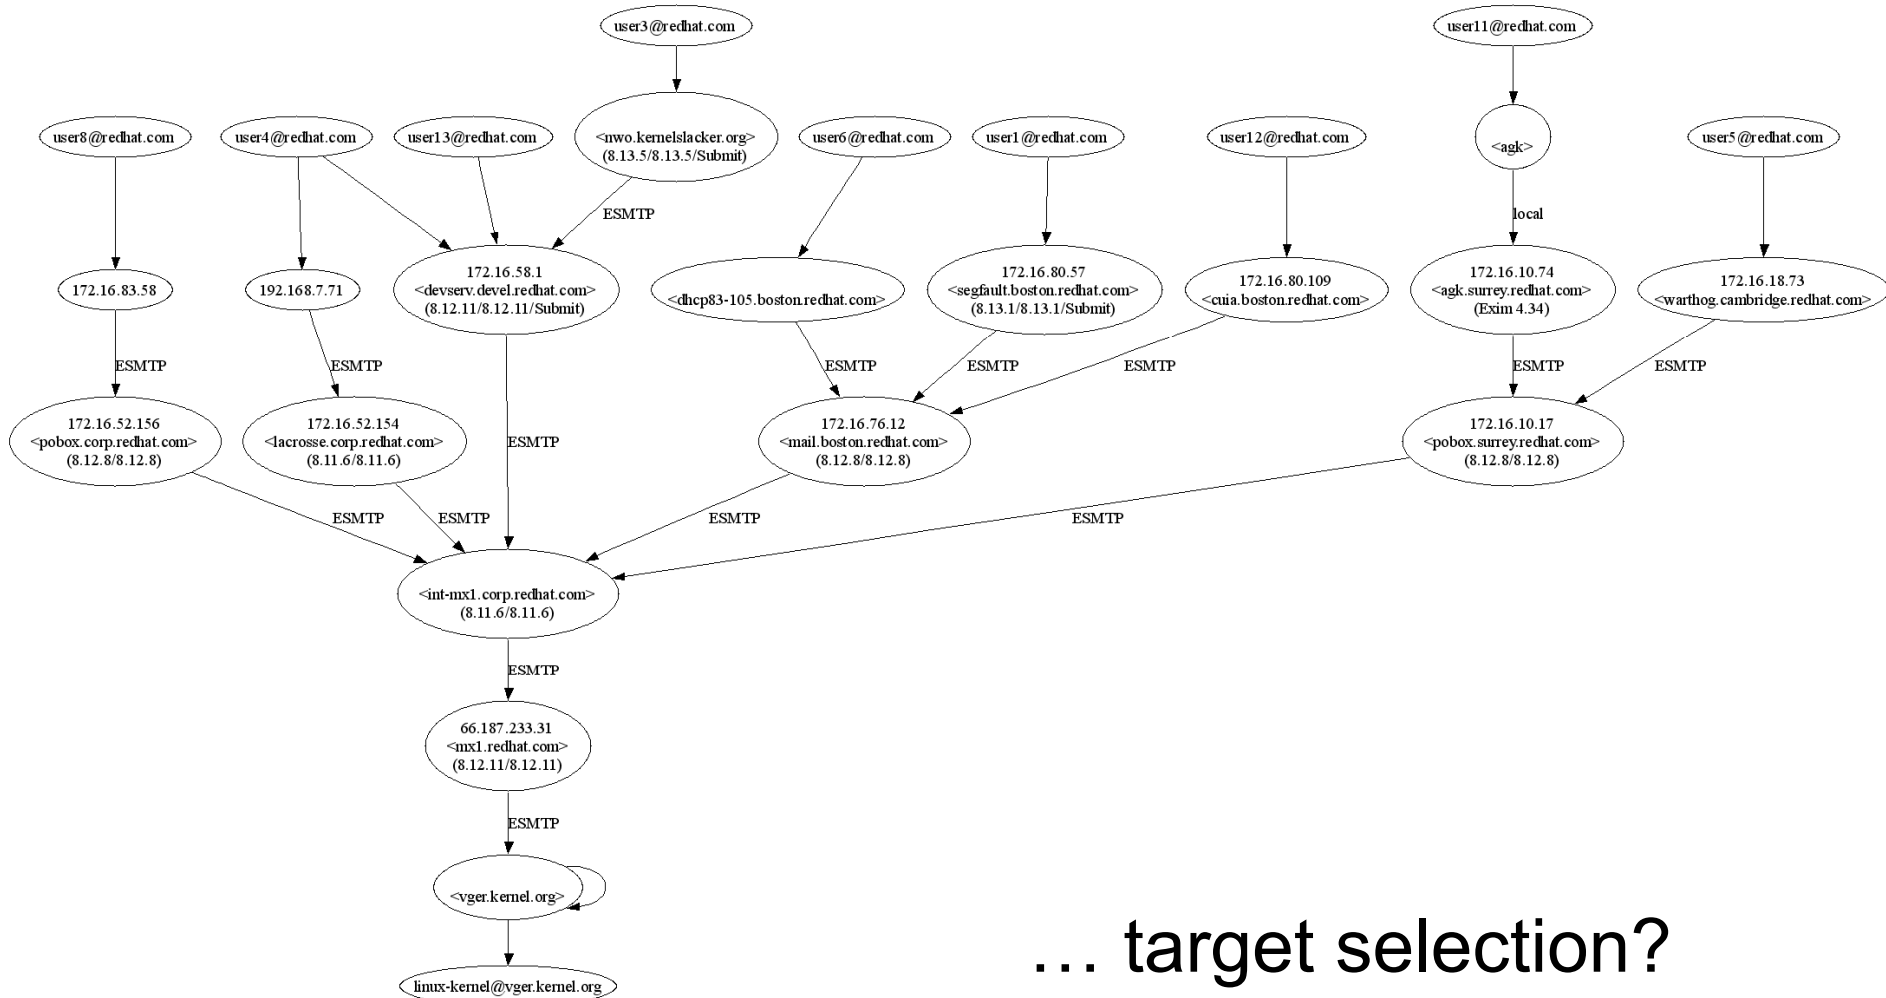 user3@redhat.com
user11@redhat.com
user8@redhat.com
user4@redhat.com
user13@redhat.com
<nwo.kernelslacker.org>
(8.13.5/8.13.5/Submit)
user6@redhat.com
user1@redhat.com
user12@redhat.com
<agk>
user5@redhat.com
ESMTP
local
172.16.83.58
192.168.7.71
172.16.58.1
<devserv.devel.redhat.com>
(8.12.11/8.12.11/Submit)
<dhcp83-105.boston.redhat.com>
172.16.80.57
<segfault.boston.redhat.com>
(8.13.1/8.13.1/Submit)
172.16.80.109
<cuia.boston.redhat.com>
172.16.10.74
<agk.surrey.redhat.com>
(Exim 4.34)
172.16.18.73
<warthog.cambridge.redhat.com>
ESMTP
ESMTP
ESMTP
ESMTP
ESMTP
ESMTP
ESMTP
172.16.52.156
<pobox.corp.redhat.com>
(8.12.8/8.12.8)
172.16.52.154
<lacrosse.corp.redhat.com>
(8.11.6/8.11.6)
ESMTP
172.16.76.12
<mail.boston.redhat.com>
(8.12.8/8.12.8)
172.16.10.17
<pobox.surrey.redhat.com>
(8.12.8/8.12.8)
ESMTP
ESMTP
ESMTP
ESMTP
<int-mx1.corp.redhat.com>
(8.11.6/8.11.6)
ESMTP
66.187.233.31
<mx1.redhat.com>
(8.12.11/8.12.11)
ESMTP
<vger.kernel.org>
linux-kernel@vger.kernel.org
... target selection?